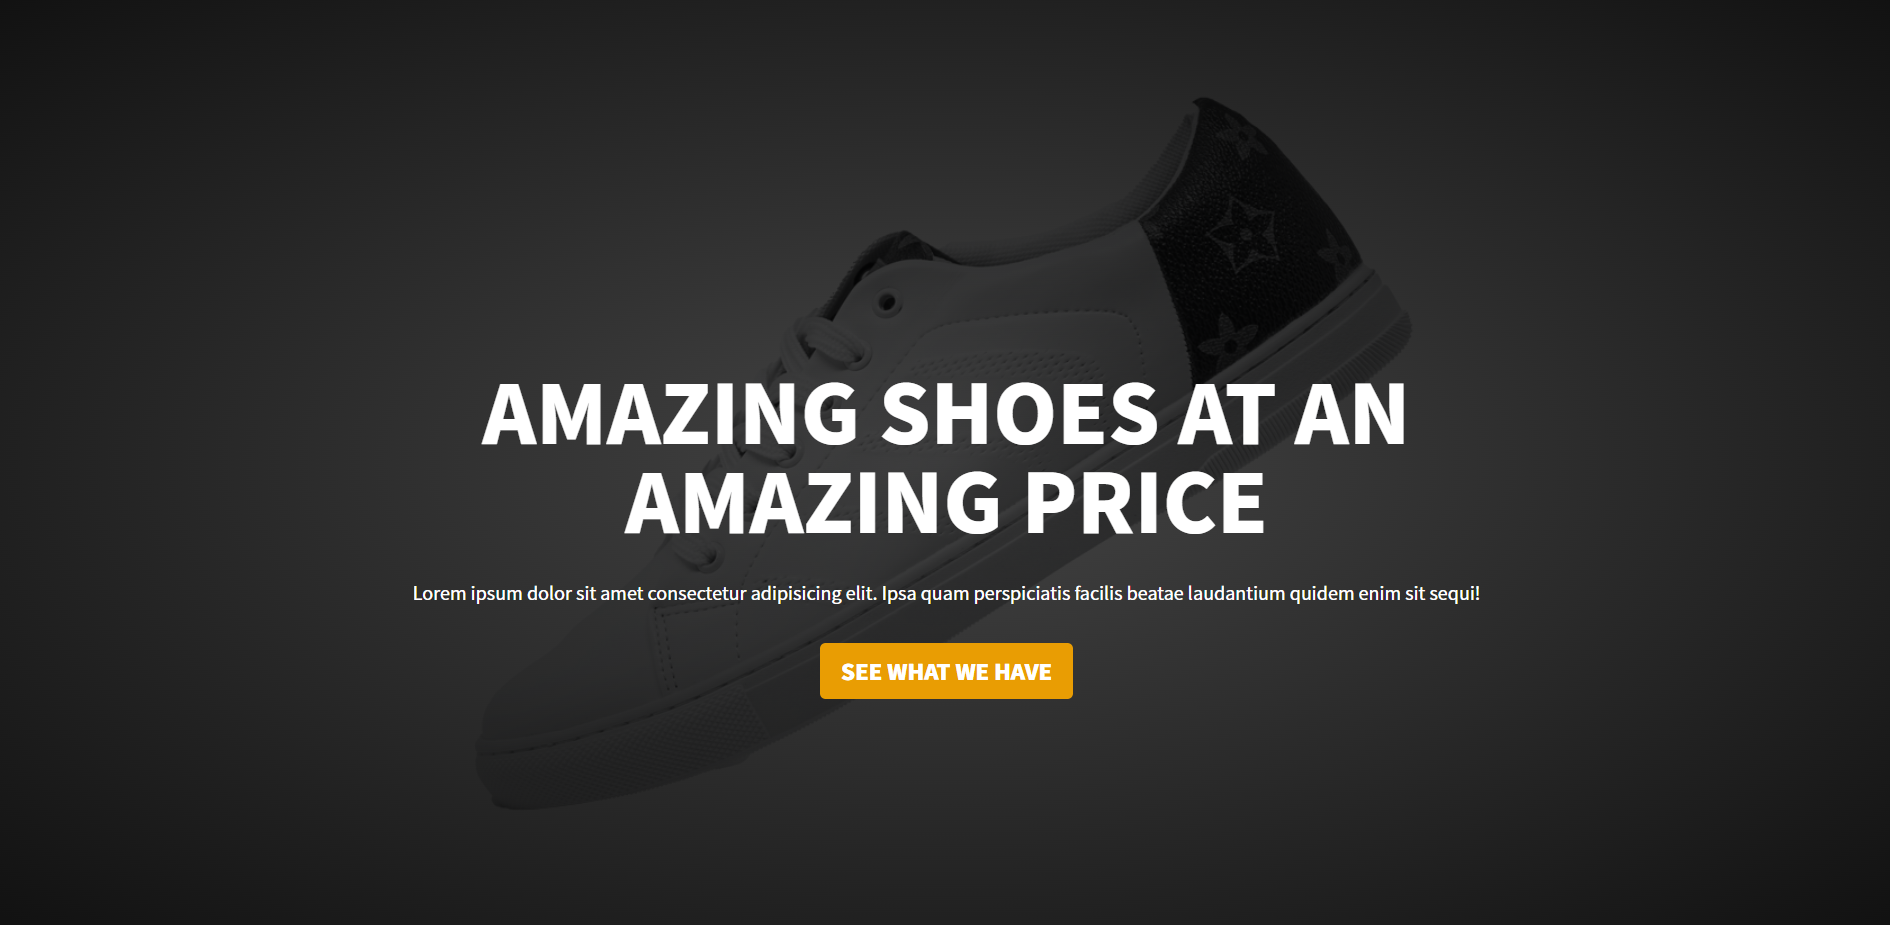 AMAZING SHOES AT AN
AMAZING PRICE
Lorem ipsum dolor sit amet consectetur adipisicing elit. Ipsa quam perspiciatis facilis beatae laudantium quidem enim sit sequi!
SEE WHAT WE HAVE